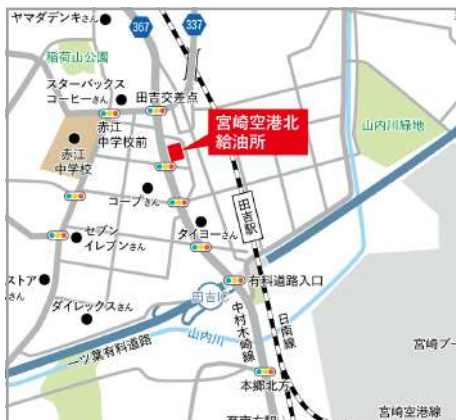 ヤマダデンキさん
367
337
稲荷山公園
スターバックス
コーヒーさん
田吉交差点
赤江
中学校前
宮崎空港北
給油所
山内川緑地
赤江
中学校
コープさん
田吉駅
タイヨーさん
セブン
イレブンさん
有料道路入口
ストア
田吉IC
ダイレックスさん
中村木崎線
日南線
山内川
一ツ葉有料道路
宮崎ブー
本郷北方
宮崎空港線